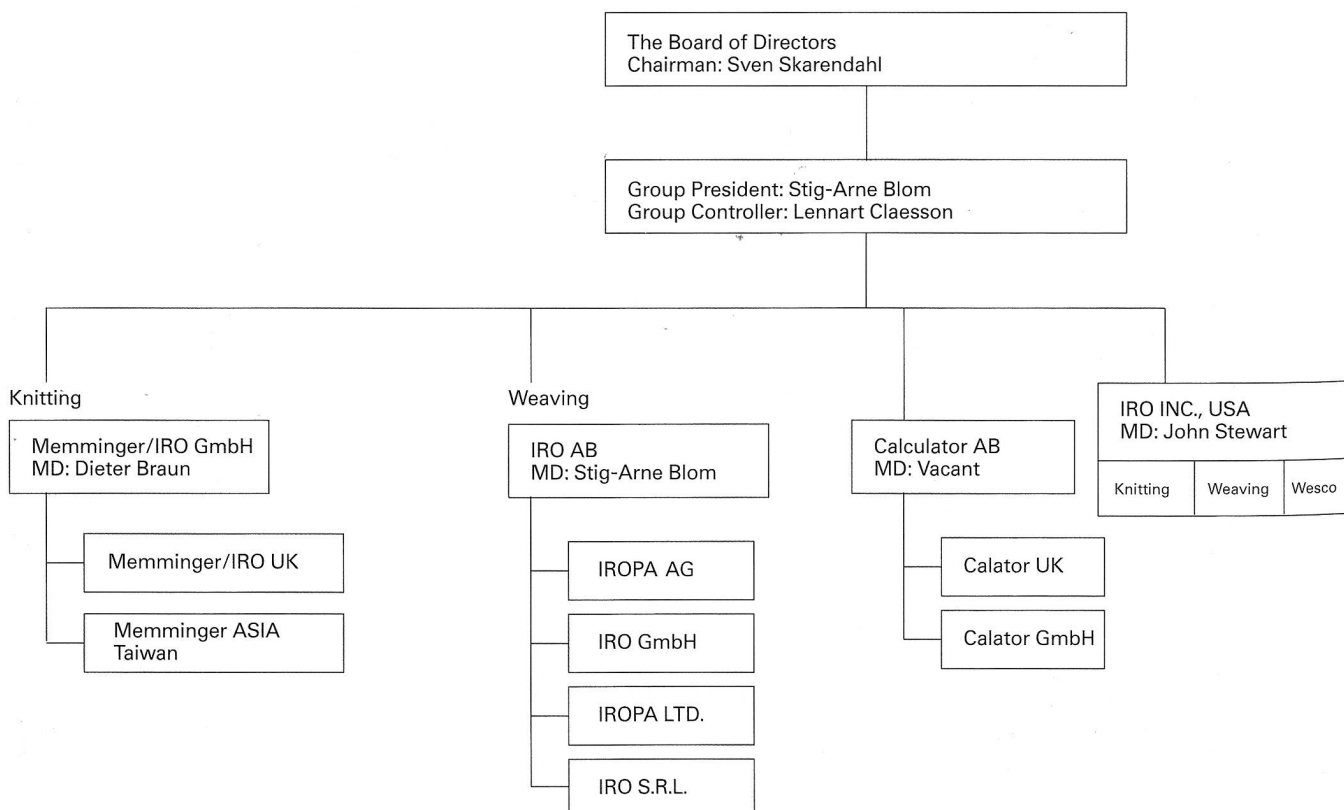 The Board of Directors
Chairman: Sven Skarendahl
Group President: Stig-Arne Blom
Group Controller: Lennart Claesson
Knitting
Memminger/IRO GmbH
MD: Dieter Braun
Memminger/IRO UK
Memminger ASIA
Taiwan
Weaving
IRO AB
MD: Stig-Arne Blom
IROPA AG
IRO GmbH
IROPA LTD.
IRO S.R.L.
Calculator AB
MD: Vacant
Calator UK
Calator GmbH
IRO INC., USA
MD: John Stewart
Knitting
Weaving
Wesco